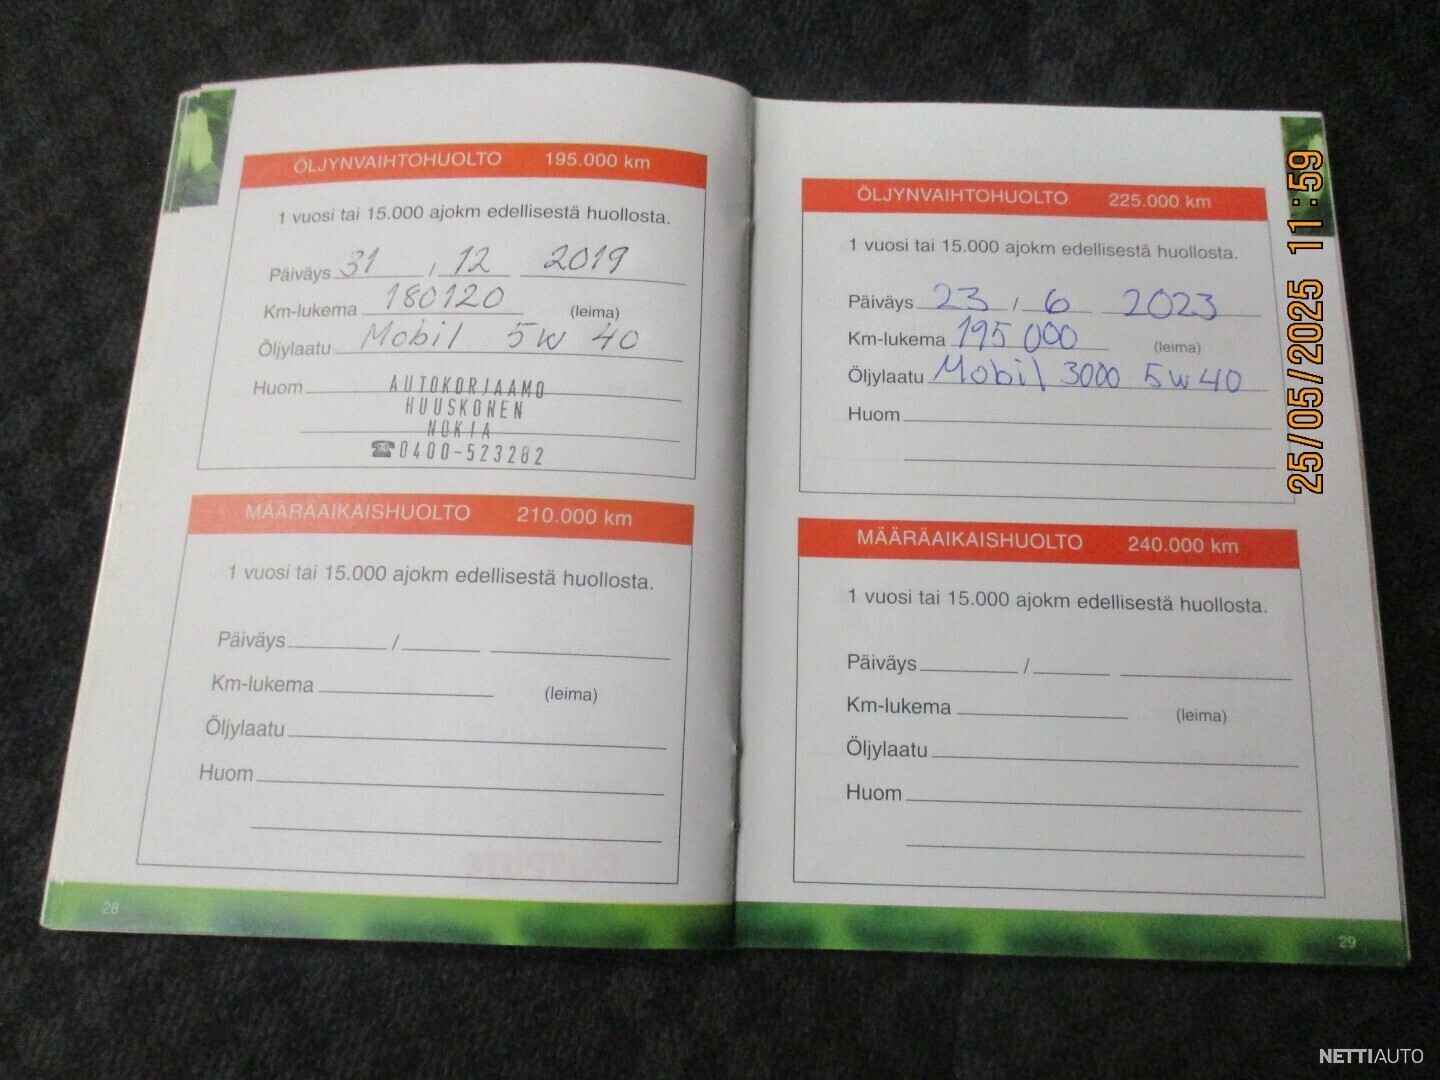 ÖLJYNVAIHTOHUOLTO 195.000 km
1 vuosi tai 15.000 ajokm edellisestä huollosta.
Päiväys 31 / 12 2019
Km-lukema 180120 (leima)
Öljylaatu Mobil 5w 40
Huom AUTOKORJAAMO
HUUSKONEN
NOKIA
☎0400-523282
MÄÄRÄAIKAISHUOLTO 210.000 km
1 vuosi tai 15.000 ajokm edellisestä huollosta.
Päiväys / 
Km-lukema (leima)
Öljylaatu
Huom
28
ÖLJYNVAIHTOHUOLTO 225.000 km
1 vuosi tai 15.000 ajokm edellisestä huollosta.
Päiväys 23 / 6 2023
Km-lukema 195 000 (leima)
Öljylaatu Mobil 3000 5w40
Huom
MÄÄRÄAIKAISHUOLTO 240.000 km
1 vuosi tai 15.000 ajokm edellisestä huollosta.
Päiväys /
Km-lukema (leima)
Öljylaatu
Huom
29
25/05/2025 11:59
NETTIAUTO